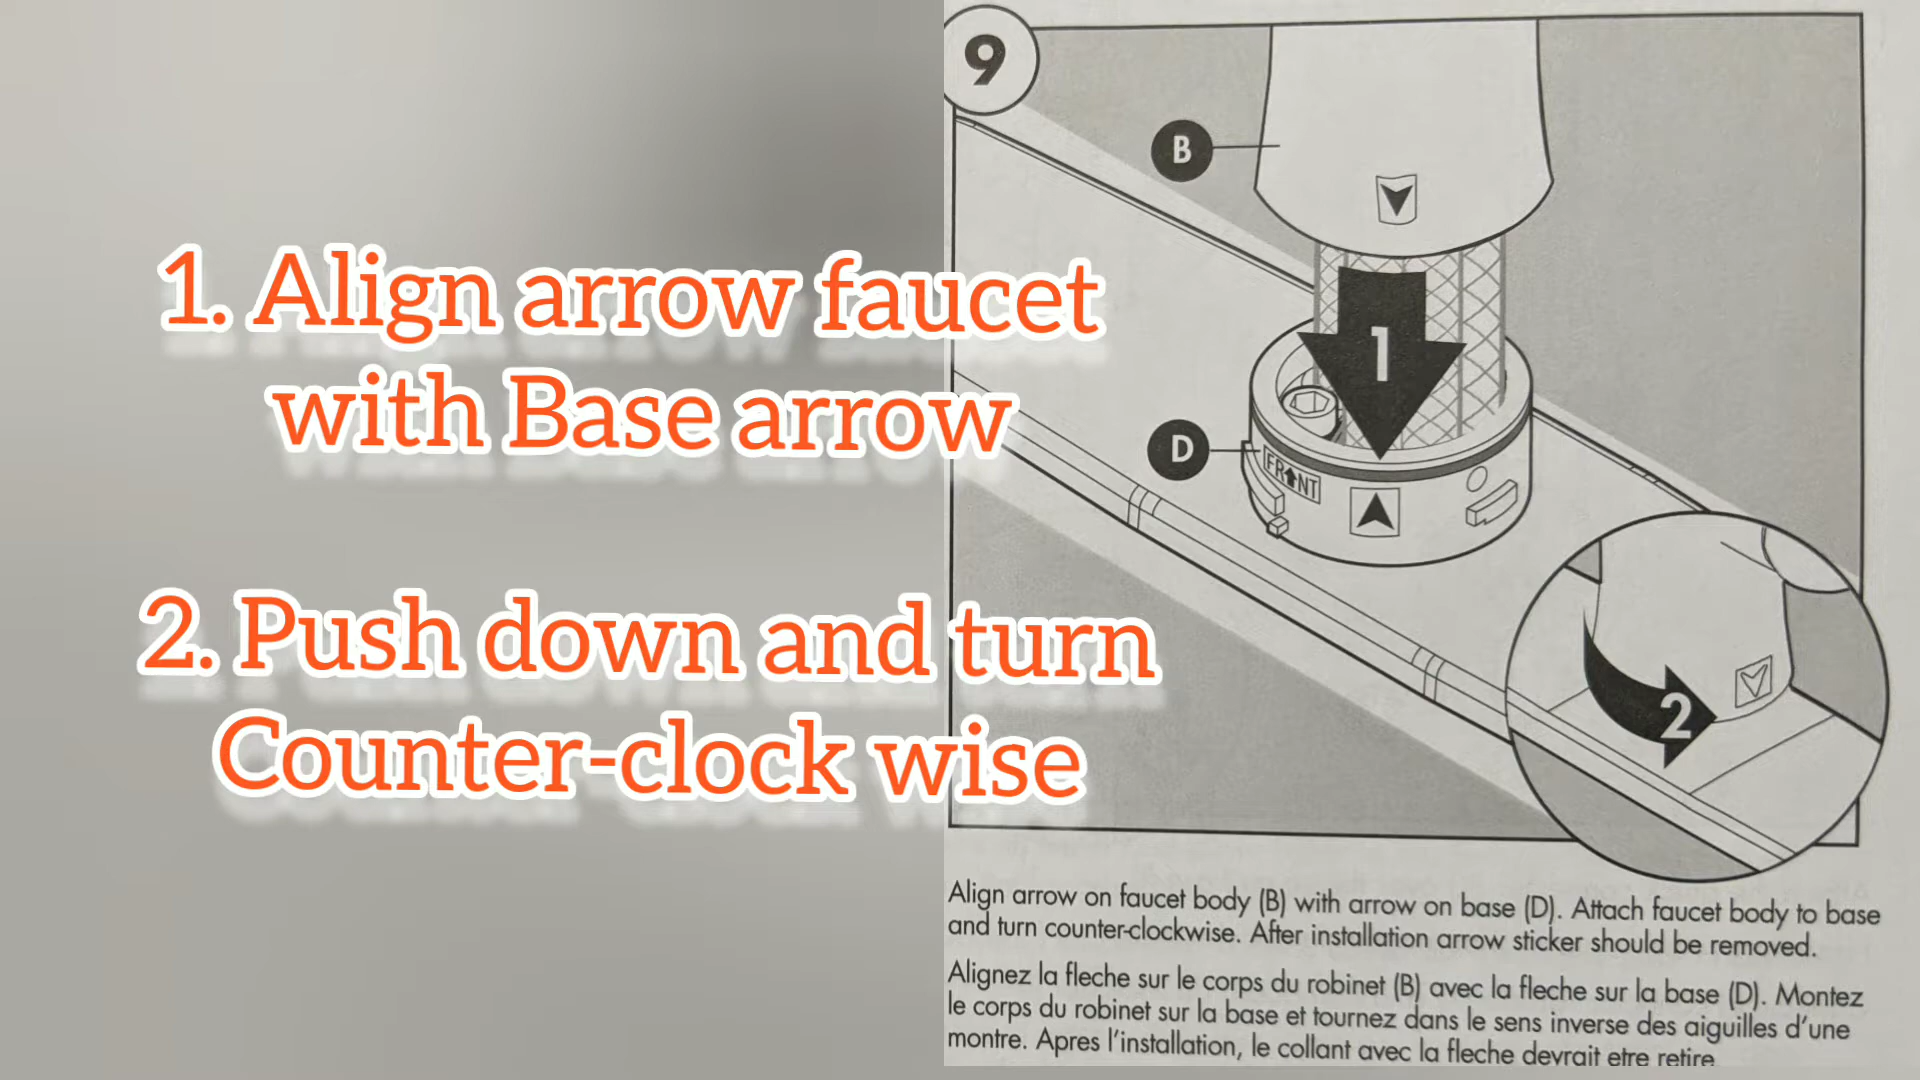 1. Align arrow faucet
with Base arrow
2. Push down and turn
Counter-clock wise
9
B
1
D
FRONT
2
Align arrow on faucet body (B) with arrow on base (D). Attach faucet body to base
and turn counter-clockwise. After installation arrow sticker should be removed.
Alignez la fleche sur le corps du robinet (B) avec la fleche sur la base (D). Montez
le corps du robinet sur la base et tournez dans le sens inverse des aiguilles d'une
montre. Apres l'installation, le collant avec la fleche devrait etre retire